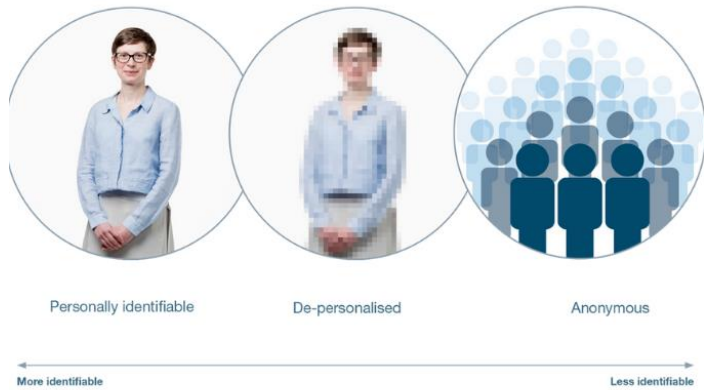 Personally identifiable
De-personalised
Anonymous
More identifiable
Less identifiable